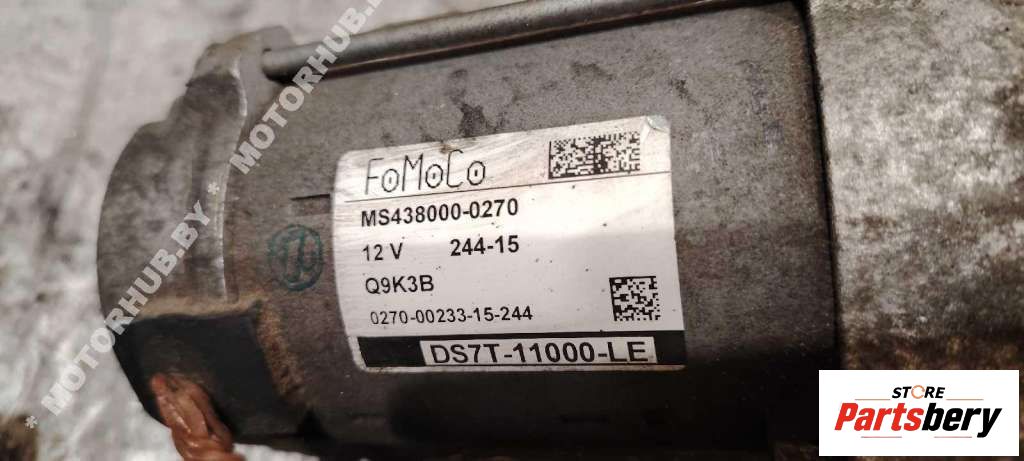 FoMoCo
MS438000-0270
12 V 244-15
Q9K3B
0270-00233-15-244
DS7T-11000-LE
* MOTORHUB.BY * MOTORHUB.BY
STORE
Partsbery